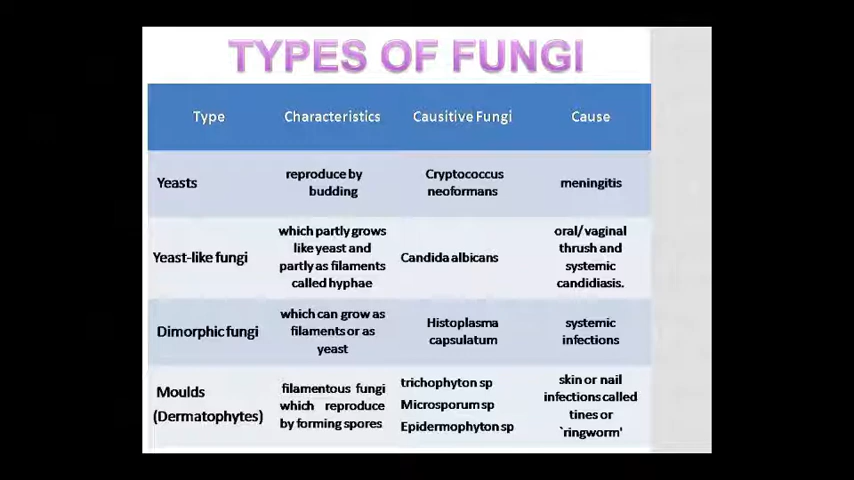 TYPES OF FUNGI
Type Characteristics Causitive Fungi Cause
Yeasts
reproduce by
budding
Cryptococcus
neoformans
meningitis
Yeast-like fungi
which partly grows
like yeast and
partly as filaments
called hyphae
Candida albicans
oral/vaginal
thrush and
systemic
candidiasis.
Dimorphic fungi
which can grow as
filaments or as
yeast
Histoplasma
capsulatum
systemic
infections
Moulds
(Dermatophytes)
filamentous fungi
which reproduce
by forming spores
trichophyton sp
Microsporum sp
Epidermophyton sp
skin or nail
infections called
tines or
`ringworm'